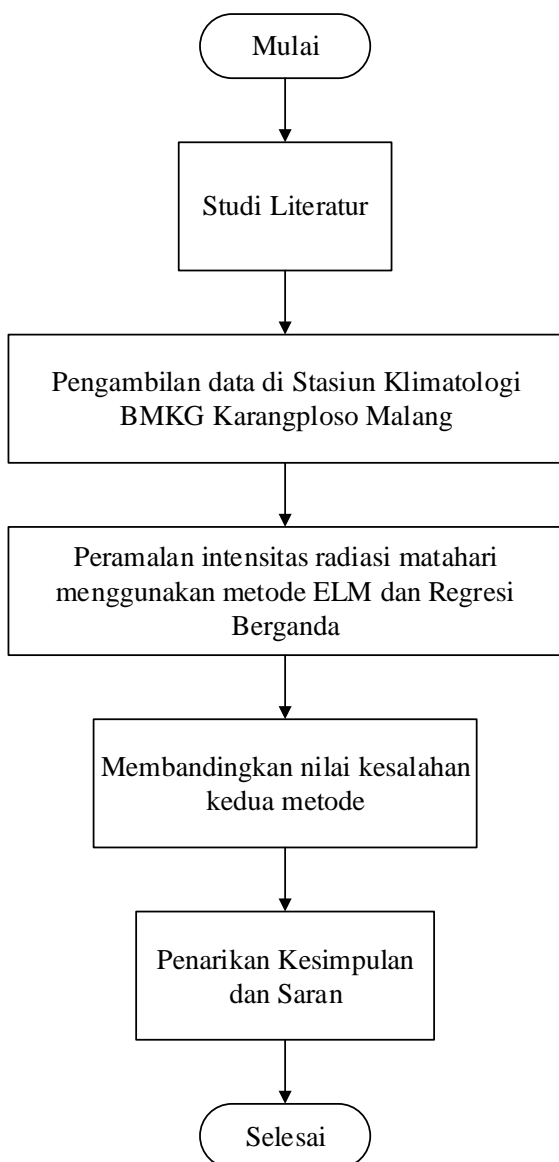 Mulai
Studi Literatur
Pengambilan data di Stasiun Klimatologi
BMKG Karangploso Malang
Peramalan intensitas radiasi matahari
menggunakan metode ELM dan Regresi
Berganda
Membandingkan nilai kesalahan
kedua metode
Penarikan Kesimpulan
dan Saran
Selesai